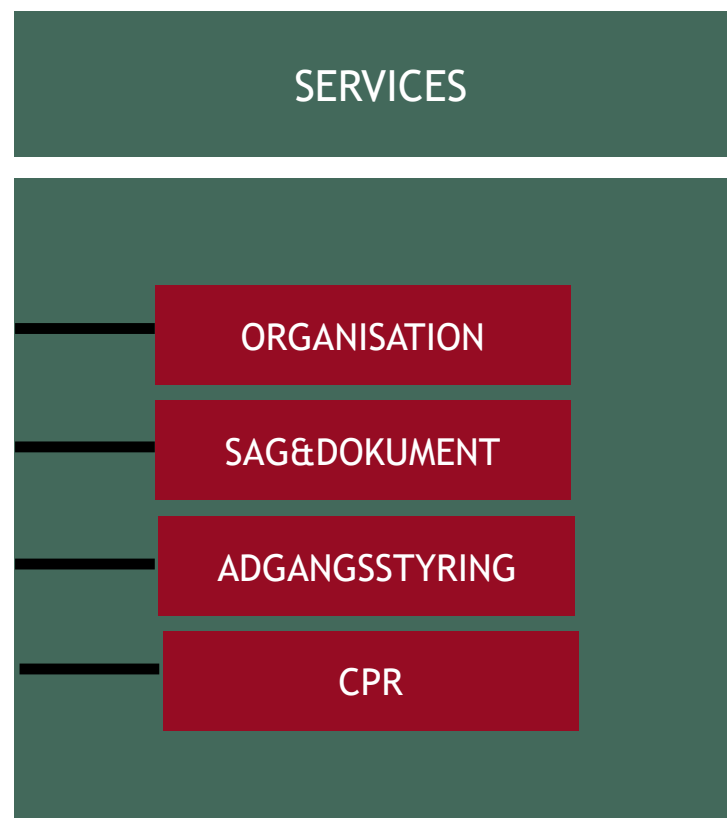 SERVICES
ORGANISATION
SAG&DOKUMENT
ADGANGSSTYRING
CPR